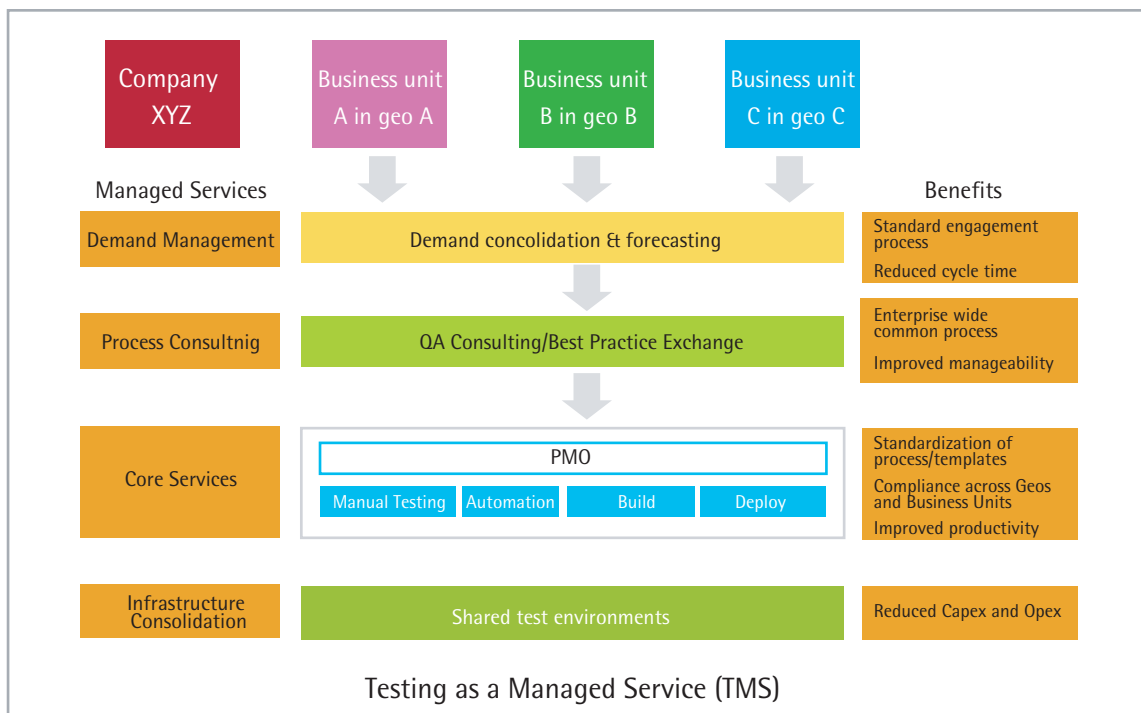 Company
XYZ
Business unit
A in geo A
Business unit
B in geo B
Business unit
C in geo C
Managed Services
Benefits
Demand Management
Demand concolidation & forecasting
Standard engagement
process
Reduced cycle time
Process Consultnig
QA Consulting/Best Practice Exchange
Enterprise wide
common process
Improved manageability
Core Services
PMO
Manual Testing
Automation
Build
Deploy
Standardization of
process/templates
Compliance across Geos
and Business Units
Improved productivity
Infrastructure
Consolidation
Shared test environments
Reduced Capex and Opex
Testing as a Managed Service (TMS)